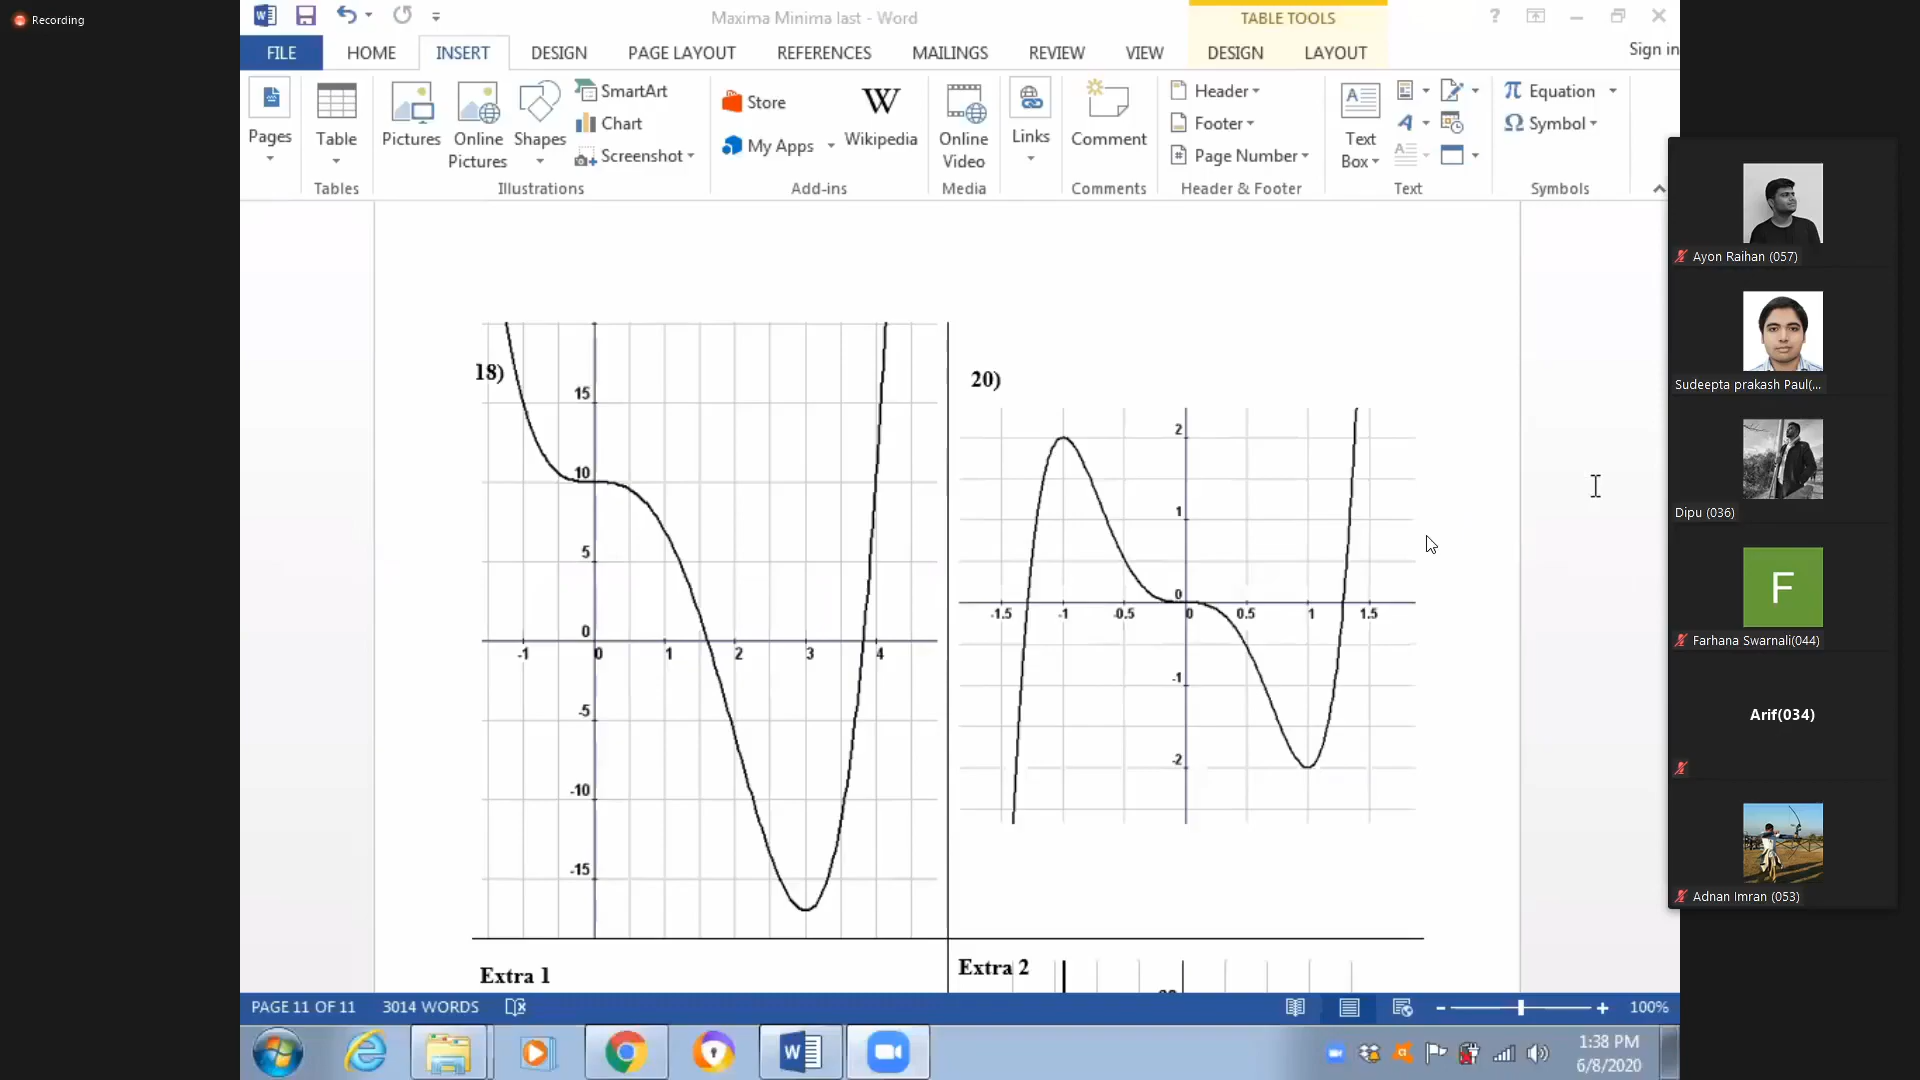 Recording
Maxima Minima last - Word
TABLE TOOLS
?
FILE
HOME
INSERT
DESIGN
PAGE LAYOUT
REFERENCES
MAILINGS
REVIEW
VIEW
DESIGN
LAYOUT
Sign in
Pages
Table
Pictures
Online
Pictures
Shapes
SmartArt
Chart
Screenshot
Store
My Apps
W
Wikipedia
Online
Video
Links
Comment
Header
Footer
Page Number
Text
Box
π Equation
Ω Symbol
Tables
Illustrations
Add-ins
Media
Comments
Header & Footer
Text
Symbols
18)
15
10
5
0
-1
0
1
2
3
4
-5
-10
-15
20)
2
1
0
-1.5
-1
-0.5
0
0.5
1
1.5
-1
-2
Extra 1
Extra 2
Ayon Raihan (057)
Sudeepta prakash Paul(...
Dipu (036)
F
Farhana Swarnali(044)
Arif(034)
Adnan Imran (053)
PAGE 11 OF 11
3014 WORDS
100%
1:38 PM
6/8/2020